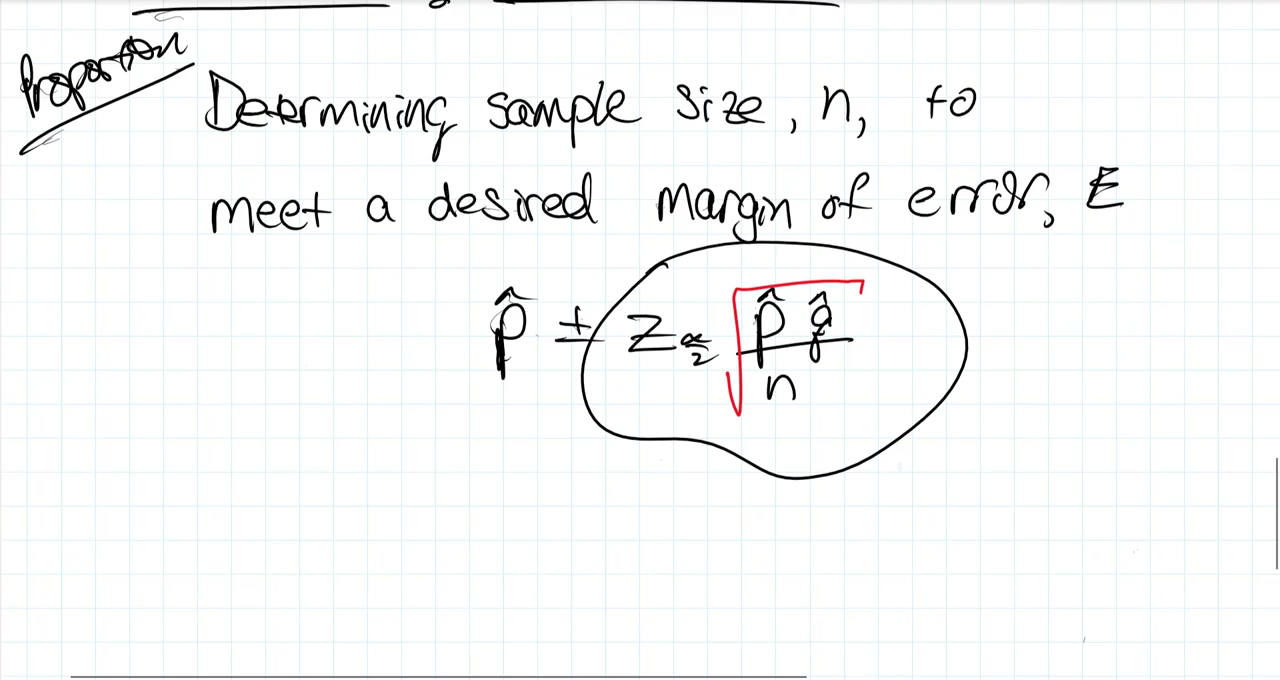 Proportion
Determining sample size, n, to
meet a desired margin of error, E
p̂ ± z_{α/2} √(p̂ q̂ / n)